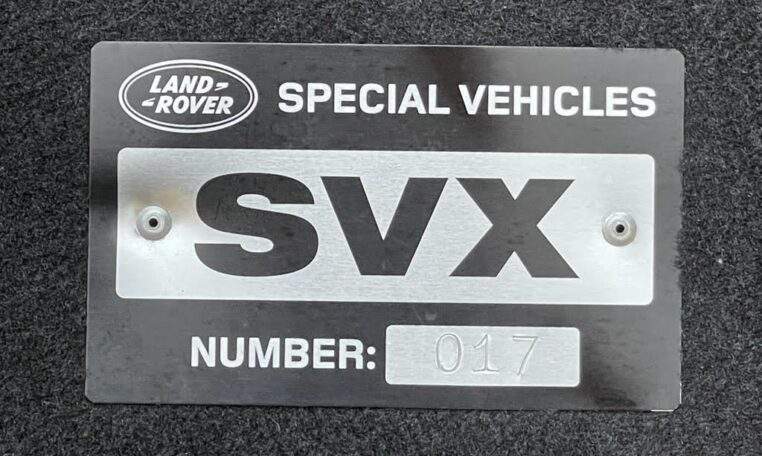 LAND-
-ROVER
SPECIAL VEHICLES
SVX
NUMBER: 017